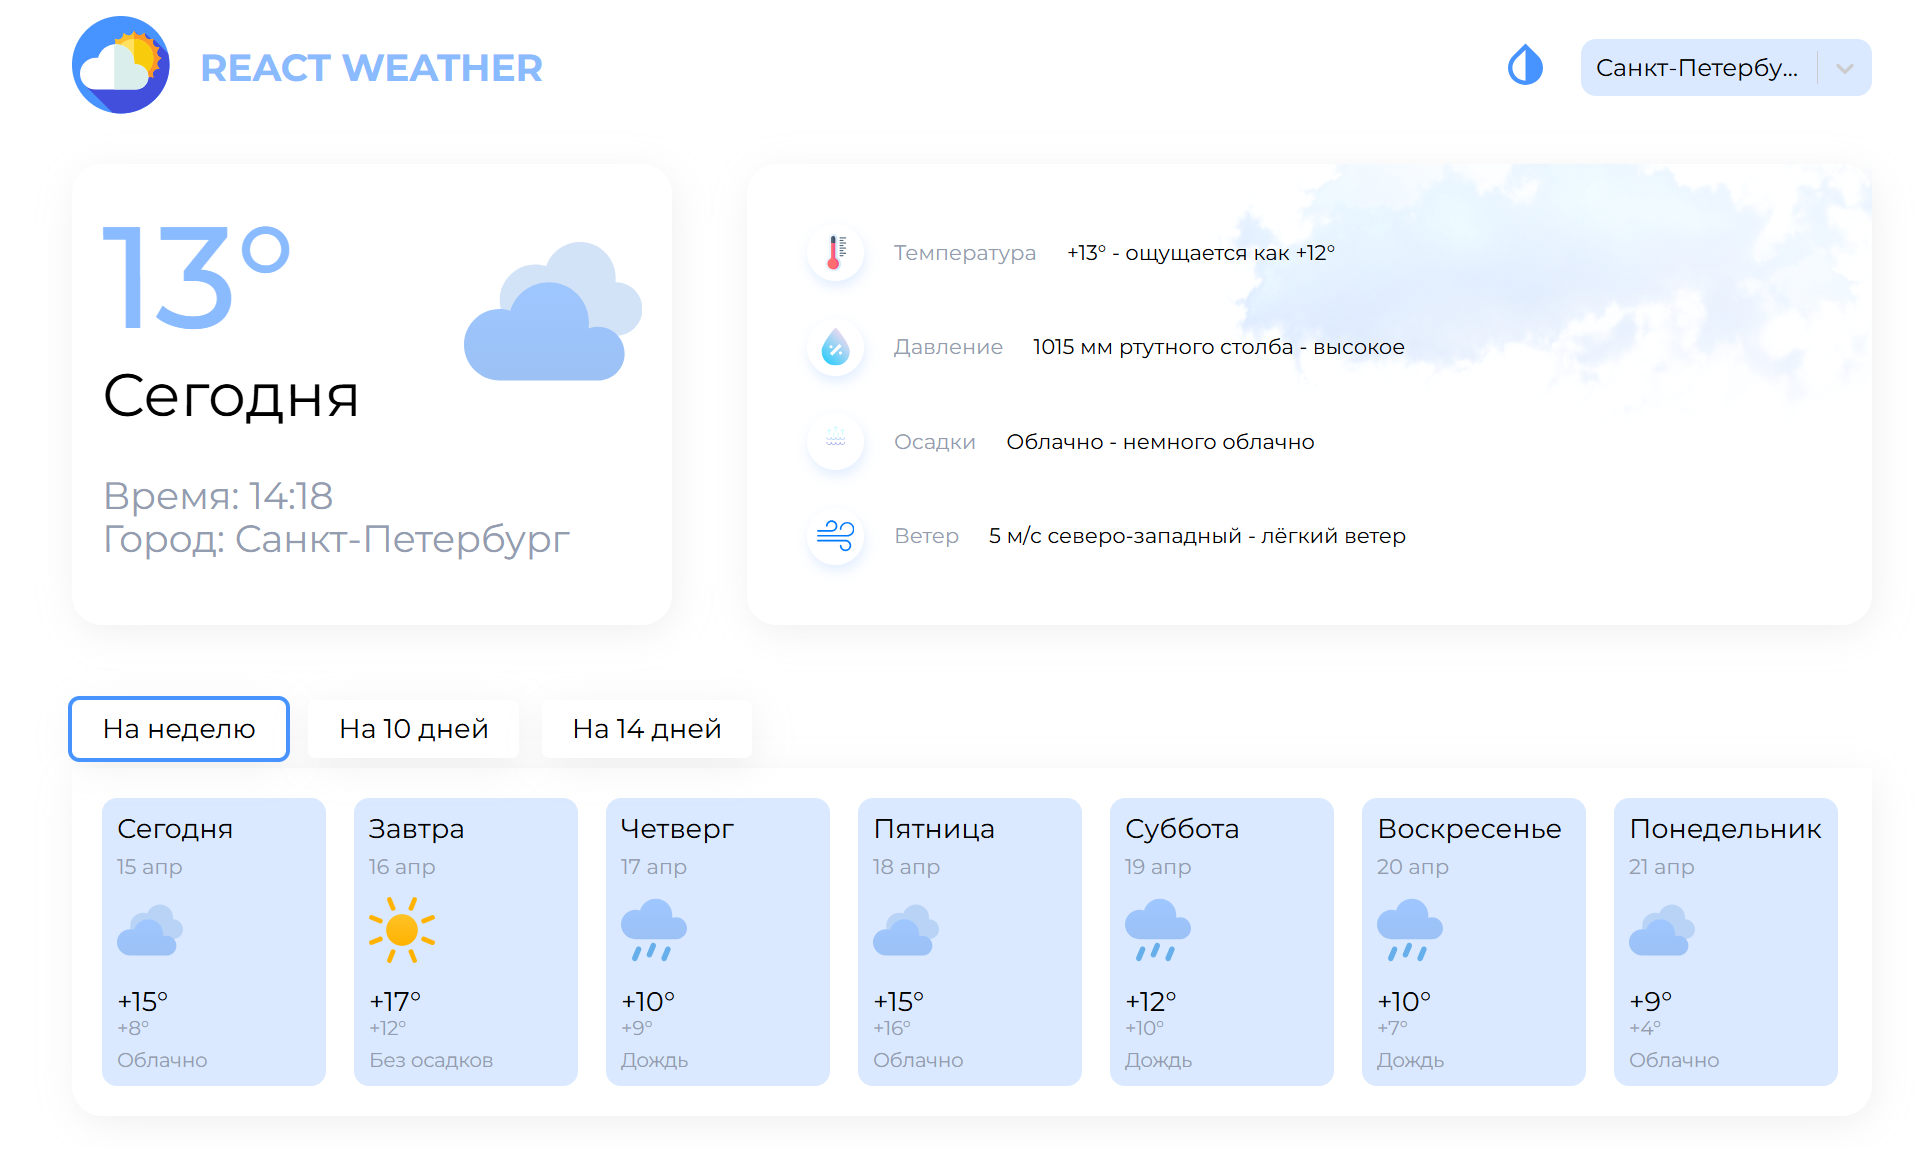 REACT WEATHER
Санкт-Петербу...
13°
Сегодня
Время: 14:18
Город: Санкт-Петербург
Температура +13° - ощущается как +12°
Давление 1015 мм ртутного столба - высокое
Осадки Облачно - немного облачно
Ветер 5 м/с северо-западный - лёгкий ветер
На неделю
На 10 дней
На 14 дней
Сегодня
15 апр
+15°
+8°
Облачно
Завтра
16 апр
+17°
+12°
Без осадков
Четверг
17 апр
+10°
+9°
Дождь
Пятница
18 апр
+15°
+16°
Облачно
Суббота
19 апр
+12°
+10°
Дождь
Воскресенье
20 апр
+10°
+7°
Дождь
Понедельник
21 апр
+9°
+4°
Облачно